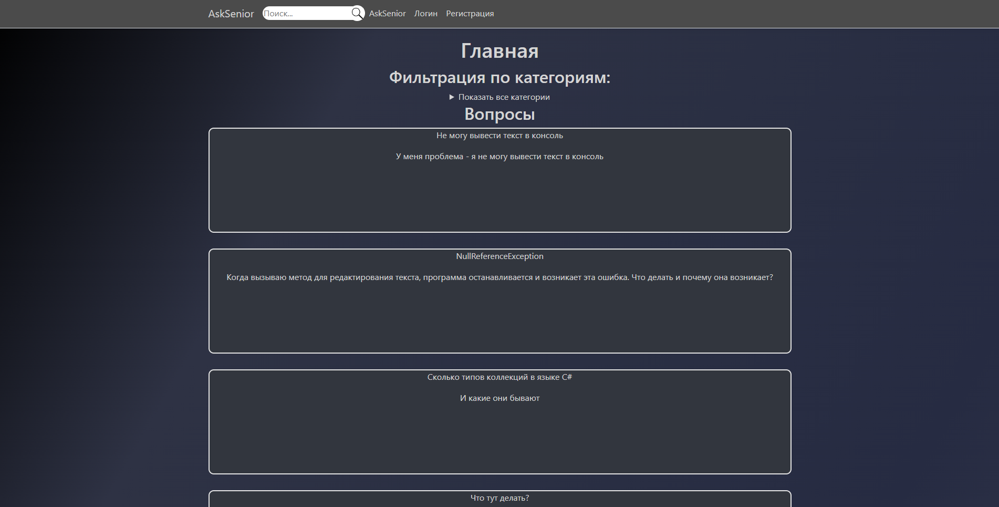 AskSenior Поиск... AskSenior Логин Регистрация
Главная
Фильтрация по категориям:
Показать все категории
Вопросы
Не могу вывести текст в консоль
У меня проблема - я не могу вывести текст в консоль
NullReferenceException
Когда вызываю метод для редактирования текста, программа останавливается и возникает эта ошибка. Что делать и почему она возникает?
Сколько типов коллекций в языке C#
И какие они бывают
Что тут делать?